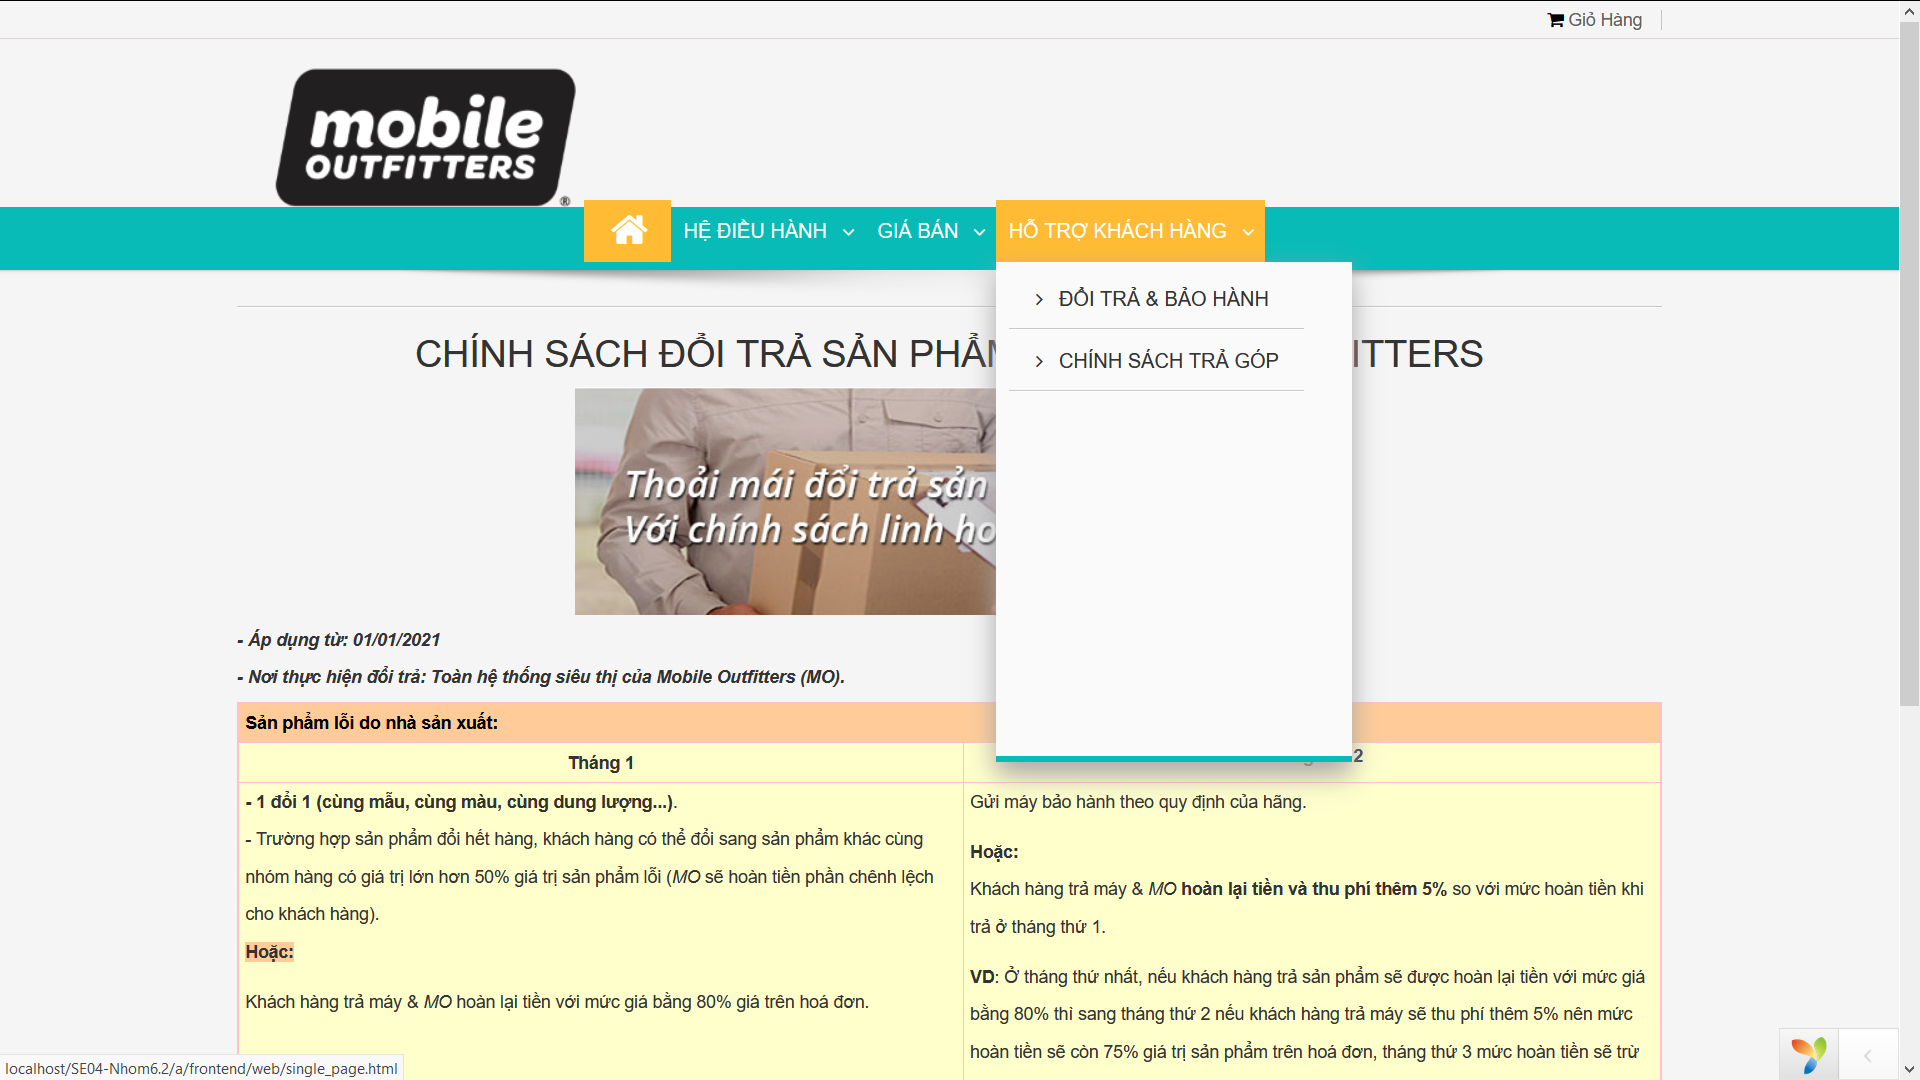 Giỏ Hàng
mobile
OUTFITTERS
®
HỆ ĐIỀU HÀNH
GIÁ BÁN
HỖ TRỢ KHÁCH HÀNG
ĐỔI TRẢ & BẢO HÀNH
CHÍNH SÁCH TRẢ GÓP
CHÍNH SÁCH ĐỔI TRẢ SẢN PHẨM ITTERS
Thoải mái đổi trả sản
Với chính sách linh ho
- Áp dụng từ: 01/01/2021
- Nơi thực hiện đổi trả: Toàn hệ thống siêu thị của Mobile Outfitters (MO).
Sản phẩm lỗi do nhà sản xuất:
Tháng 1
2
- 1 đổi 1 (cùng mẫu, cùng màu, cùng dung lượng...).
- Trường hợp sản phẩm đổi hết hàng, khách hàng có thể đổi sang sản phẩm khác cùng
nhóm hàng có giá trị lớn hơn 50% giá trị sản phẩm lỗi (MO sẽ hoàn tiền phần chênh lệch
cho khách hàng).
Hoặc:
Khách hàng trả máy & MO hoàn lại tiền với mức giá bằng 80% giá trên hoá đơn.
Gửi máy bảo hành theo quy định của hãng.
Hoặc:
Khách hàng trả máy & MO hoàn lại tiền và thu phí thêm 5% so với mức hoàn tiền khi
trả ở tháng thứ 1.
VD: Ở tháng thứ nhất, nếu khách hàng trả sản phẩm sẽ được hoàn lại tiền với mức giá
bằng 80% thì sang tháng thứ 2 nếu khách hàng trả máy sẽ thu phí thêm 5% nên mức
hoàn tiền sẽ còn 75% giá trị sản phẩm trên hoá đơn, tháng thứ 3 mức hoàn tiền sẽ trừ
localhost/SE04-Nhom6.2/a/frontend/web/single_page.html